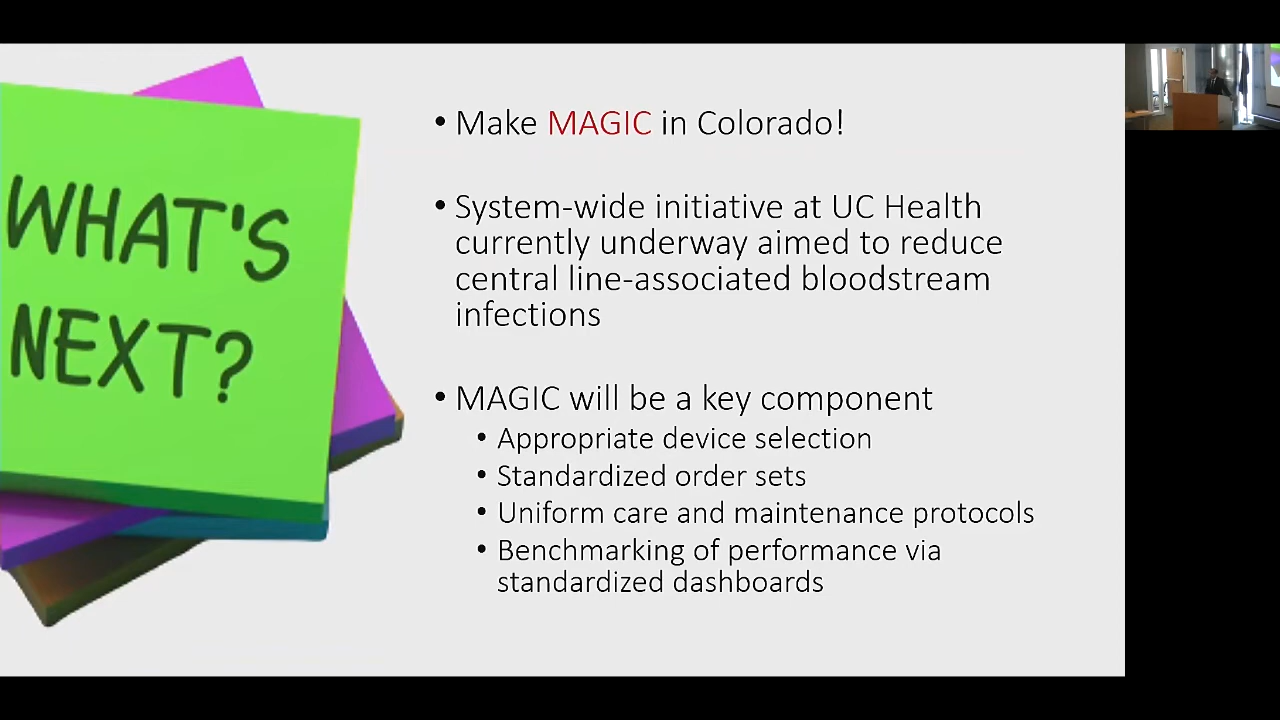 WHAT'S
NEXT?
• Make MAGIC in Colorado!
• System-wide initiative at UC Health
currently underway aimed to reduce
central line-associated bloodstream
infections
• MAGIC will be a key component
• Appropriate device selection
• Standardized order sets
• Uniform care and maintenance protocols
• Benchmarking of performance via
standardized dashboards